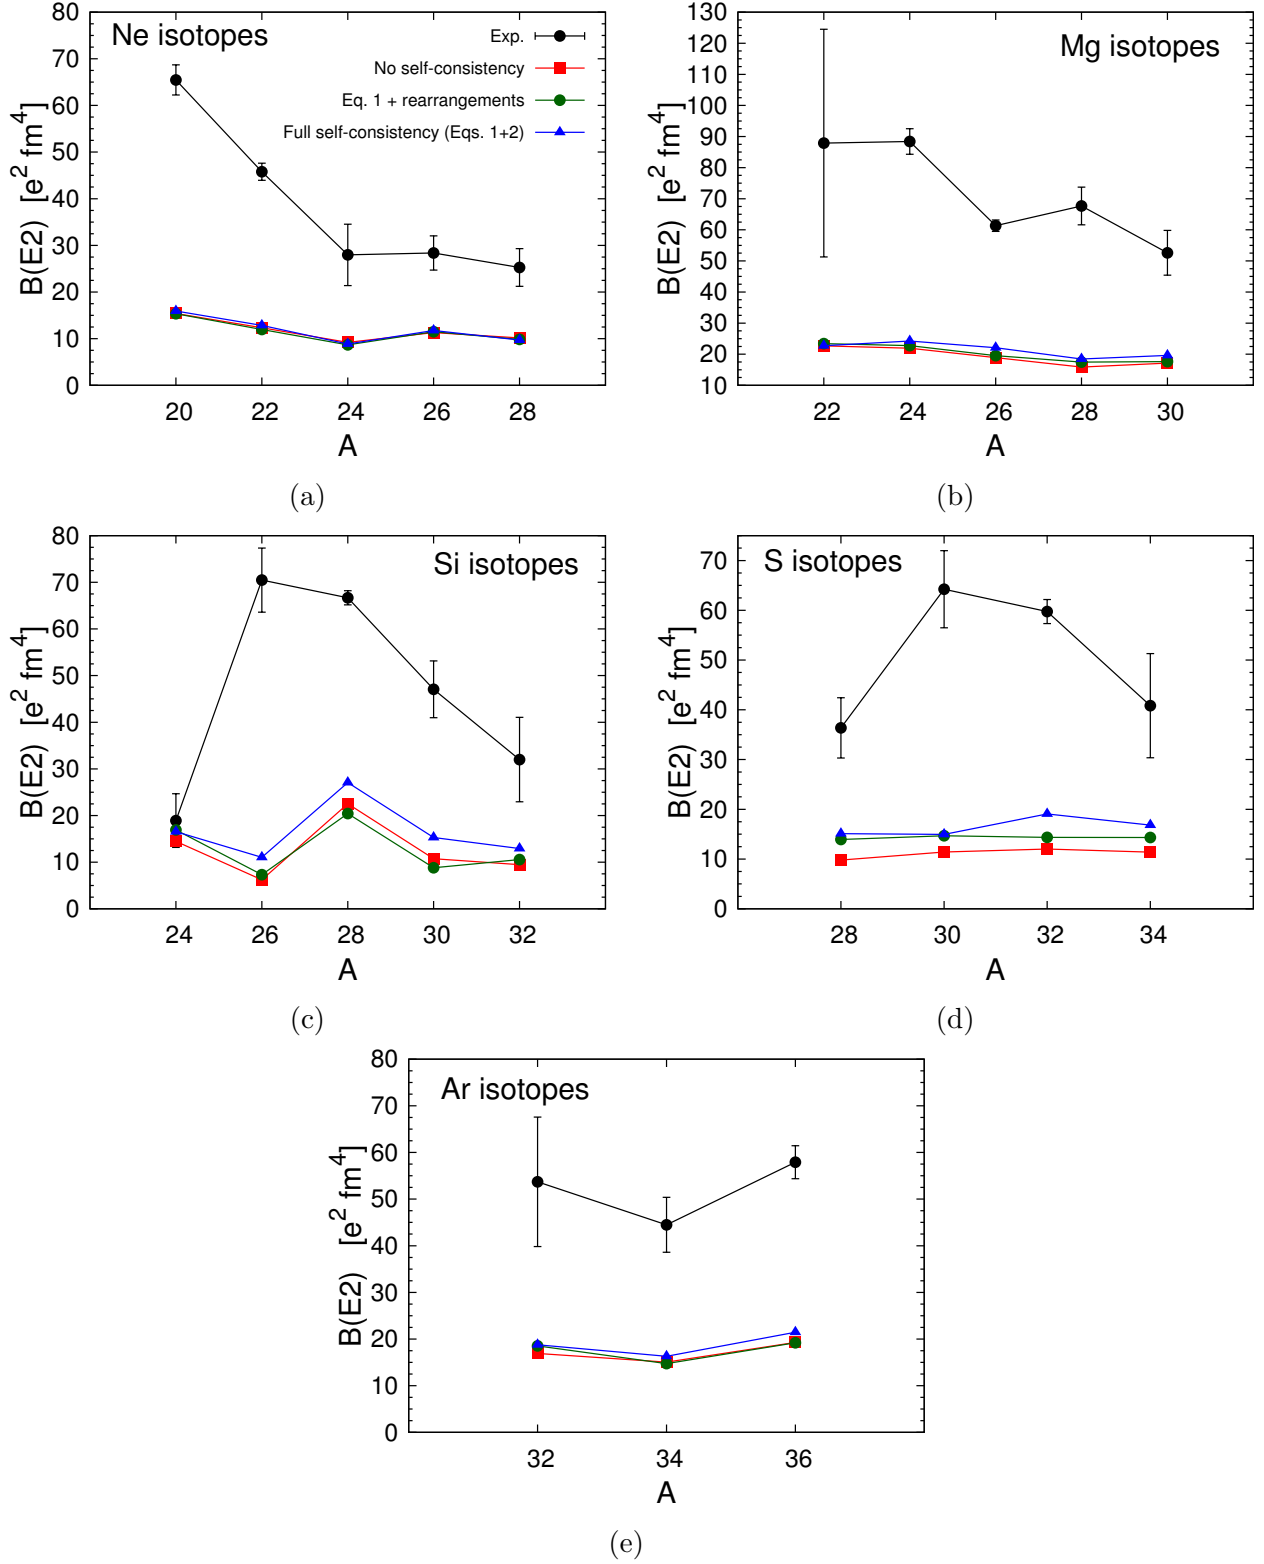 Ne isotopes
Exp.
No self-consistency
Eq. 1 + rearrangements
Full self-consistency (Eqs. 1+2)
B(E2) [e² fm⁴]
80
70
60
50
40
30
20
10
0
20 22 24 26 28
A
(a)
Mg isotopes
B(E2) [e² fm⁴]
130
120
110
100
90
80
70
60
50
40
30
20
10
22 24 26 28 30
A
(b)
Si isotopes
B(E2) [e² fm⁴]
80
70
60
50
40
30
20
10
0
24 26 28 30 32
A
(c)
S isotopes
B(E2) [e² fm⁴]
70
60
50
40
30
20
10
0
28 30 32 34
A
(d)
Ar isotopes
B(E2) [e² fm⁴]
80
70
60
50
40
30
20
10
0
32 34 36
A
(e)